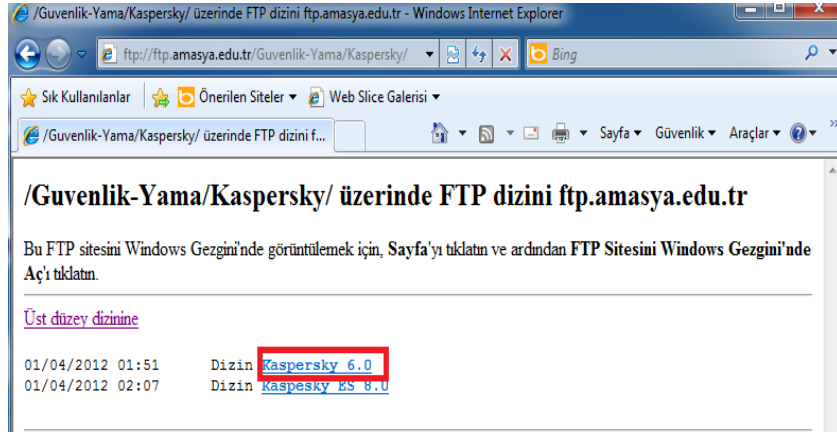 /Guvenlik-Yama/Kaspersky/ üzerinde FTP dizini ftp.amasya.edu.tr - Windows Internet Explorer
ftp://ftp.amasya.edu.tr/Guvenlik-Yama/Kaspersky/
Bing
Sık Kullanılanlar Önerilen Siteler Web Slice Galerisi
/Guvenlik-Yama/Kaspersky/ üzerinde FTP dizini f... Sayfa Güvenlik Araçlar
/Guvenlik-Yama/Kaspersky/ üzerinde FTP dizini ftp.amasya.edu.tr
Bu FTP sitesini Windows Gezgini'nde görüntülemek için, Sayfa'yı tıklatın ve ardından FTP Sitesini Windows Gezgini'nde
Aç'ı tıklatın.
Üst düzey dizinine
01/04/2012 01:51 Dizin Kaspersky 6.0
01/04/2012 02:07 Dizin Kaspesky ES 8.0